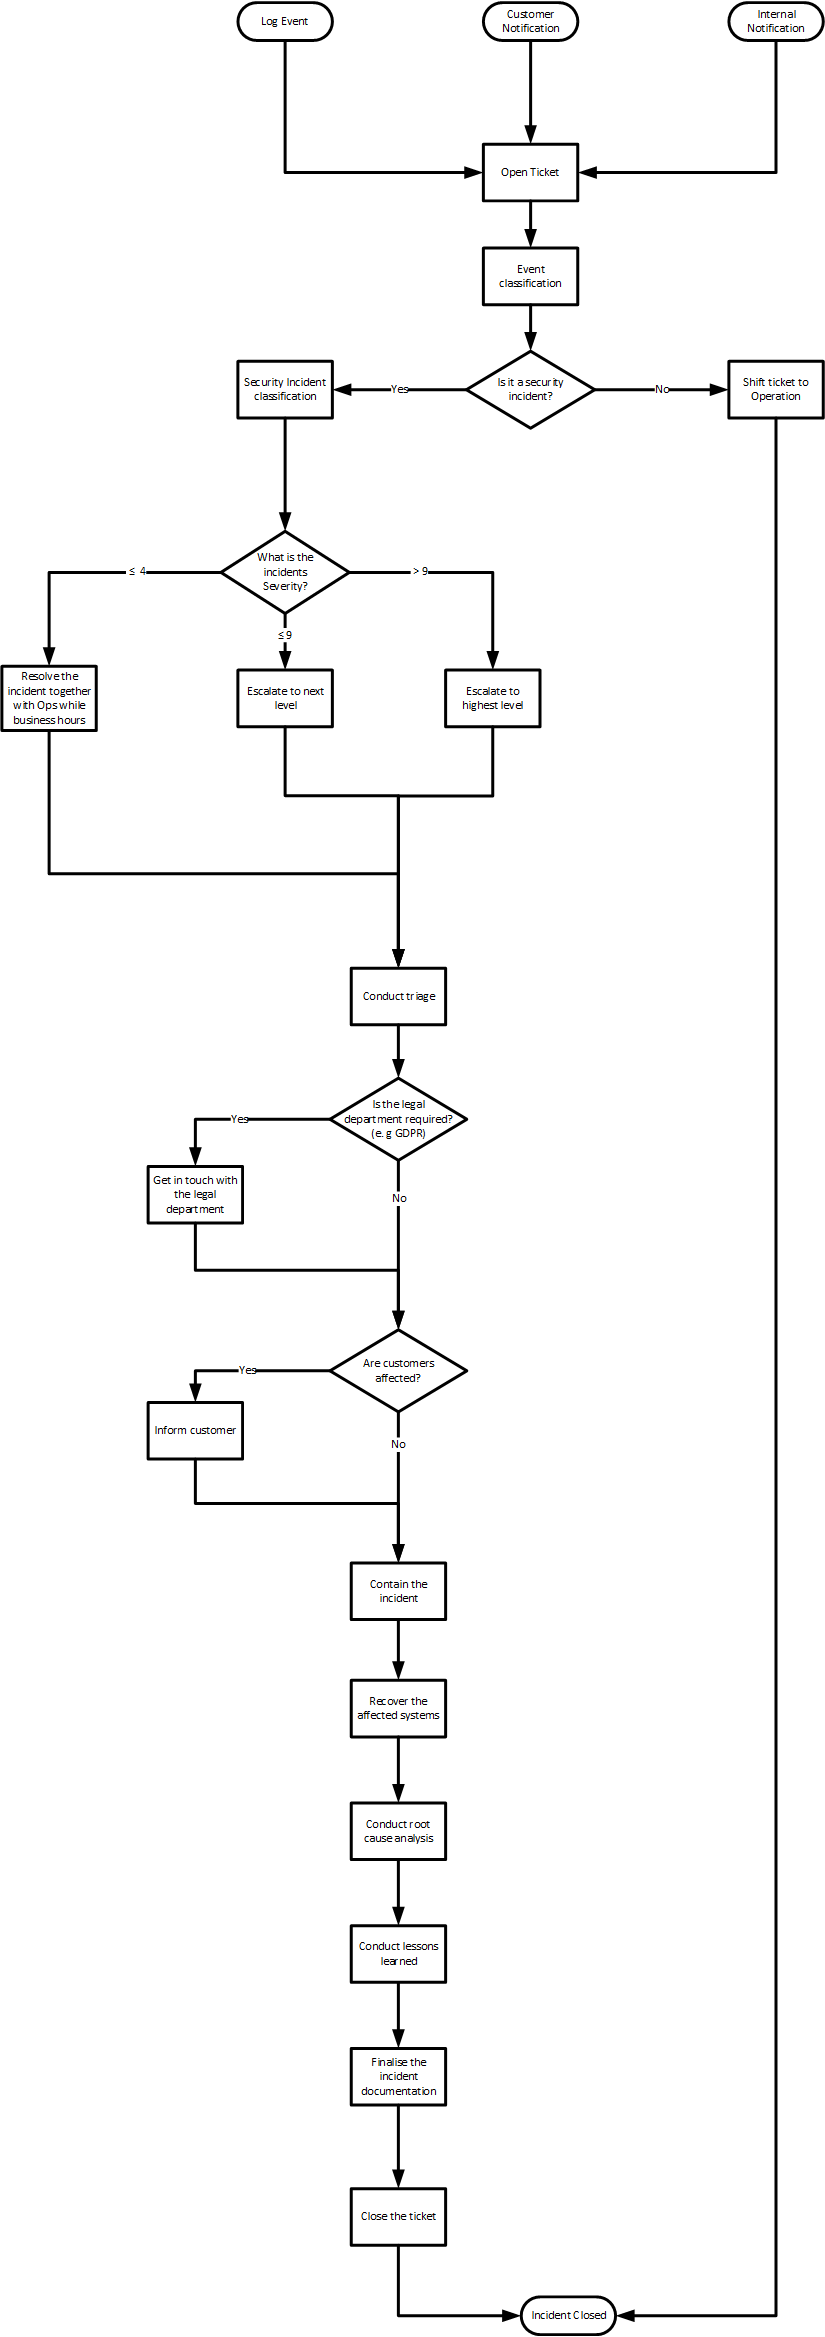 Log Event
Customer
Notification
Internal
Notification
Open Ticket
Event
classification
Security Incident
classification
Yes
Is it a security
incident?
No
Shift ticket to
Operation
What is the
incidents
Severity?
≤ 4
> 9
≤ 9
Resolve the
incident together
with Ops while
business hours
Escalate to next
level
Escalate to
highest level
Conduct triage
Is the legal
department required?
(e. g GDPR)
Yes
Get in touch with
the legal
department
No
Are customers
affected?
Yes
Inform customer
No
Contain the
incident
Recover the
affected systems
Conduct root
cause analysis
Conduct lessons
learned
Finalise the
incident
documentation
Close the ticket
Incident Closed